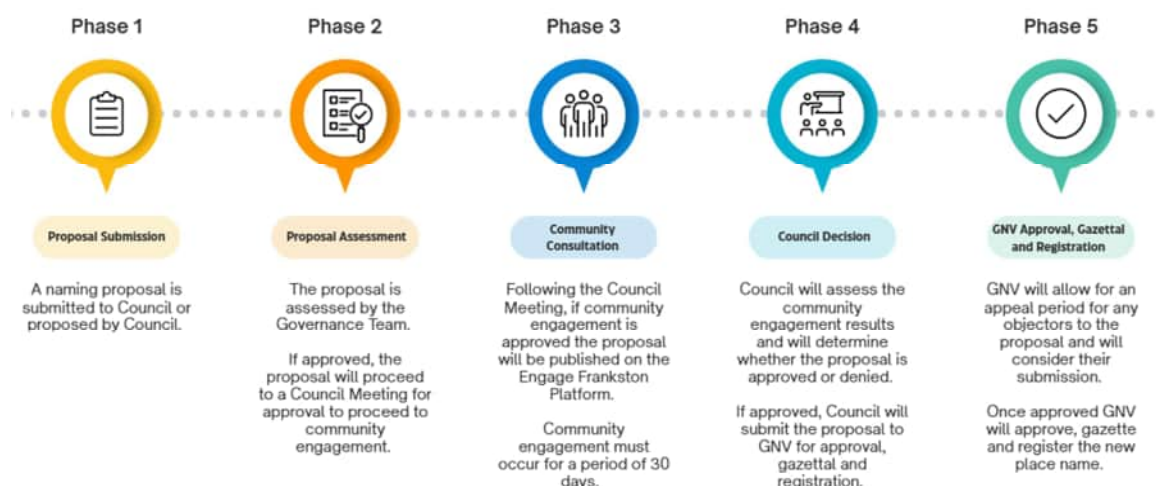 Phase 1
Phase 2
Phase 3
Phase 4
Phase 5
Proposal Submission
Proposal Assessment
Community
Consultation
Council Decision
GNV Approval, Gazettal
and Registration
A naming proposal is
submitted to Council or
proposed by Council.
The proposal is
assessed by the
Governance Team.
If approved, the
proposal will proceed
to a Council Meeting for
approval to proceed to
community
engagement.
Following the Council
Meeting, if community
engagement is
approved the proposal
will be published on the
Engage Frankston
Platform.
Community
engagement must
occur for a period of 30
days.
Council will assess the
community
engagement results
and will determine
whether the proposal is
approved or denied.
If approved, Council will
submit the proposal to
GNV for approval,
gazettal and
registration.
GNV will allow for an
appeal period for any
objectors to the
proposal and will
consider their
submission.
Once approved GNV
will approve, gazette
and register the new
place name.